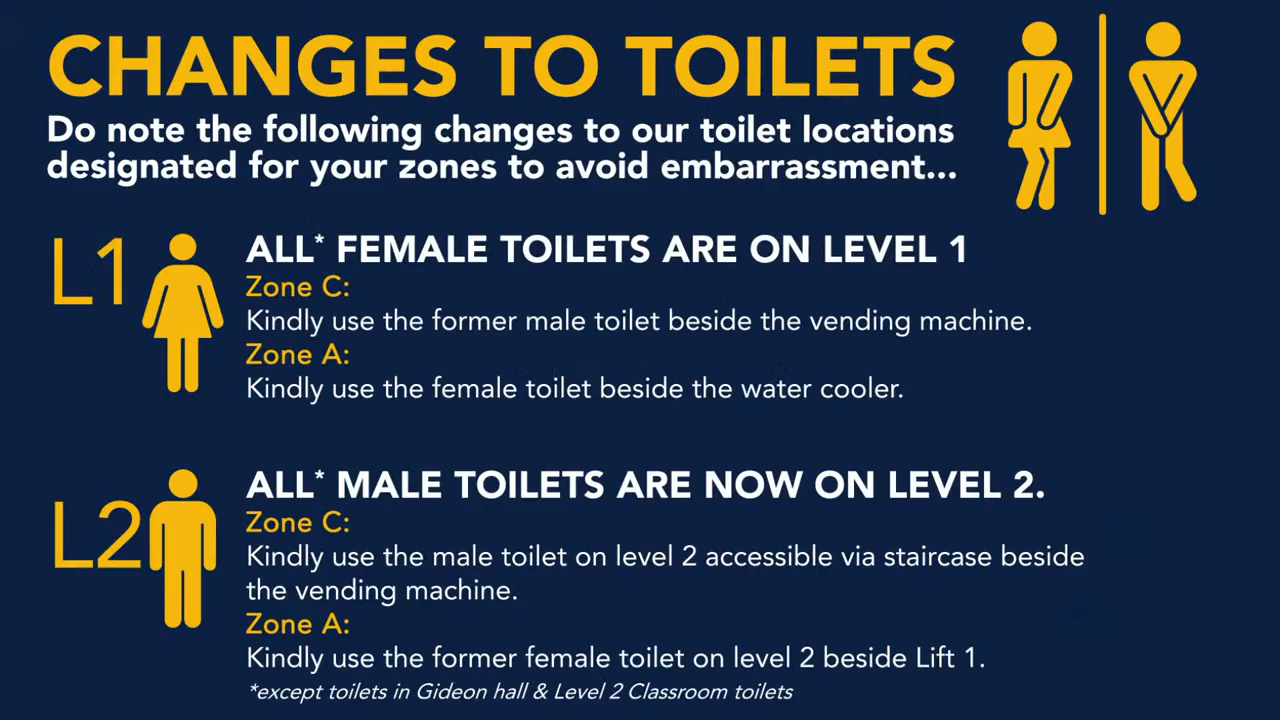 CHANGES TO TOILETS
Do note the following changes to our toilet locations
designated for your zones to avoid embarrassment...
L1
ALL* FEMALE TOILETS ARE ON LEVEL 1
Zone C:
Kindly use the former male toilet beside the vending machine.
Zone A:
Kindly use the female toilet beside the water cooler.
L2
ALL* MALE TOILETS ARE NOW ON LEVEL 2.
Zone C:
Kindly use the male toilet on level 2 accessible via staircase beside
the vending machine.
Zone A:
Kindly use the former female toilet on level 2 beside Lift 1.
*except toilets in Gideon hall & Level 2 Classroom toilets